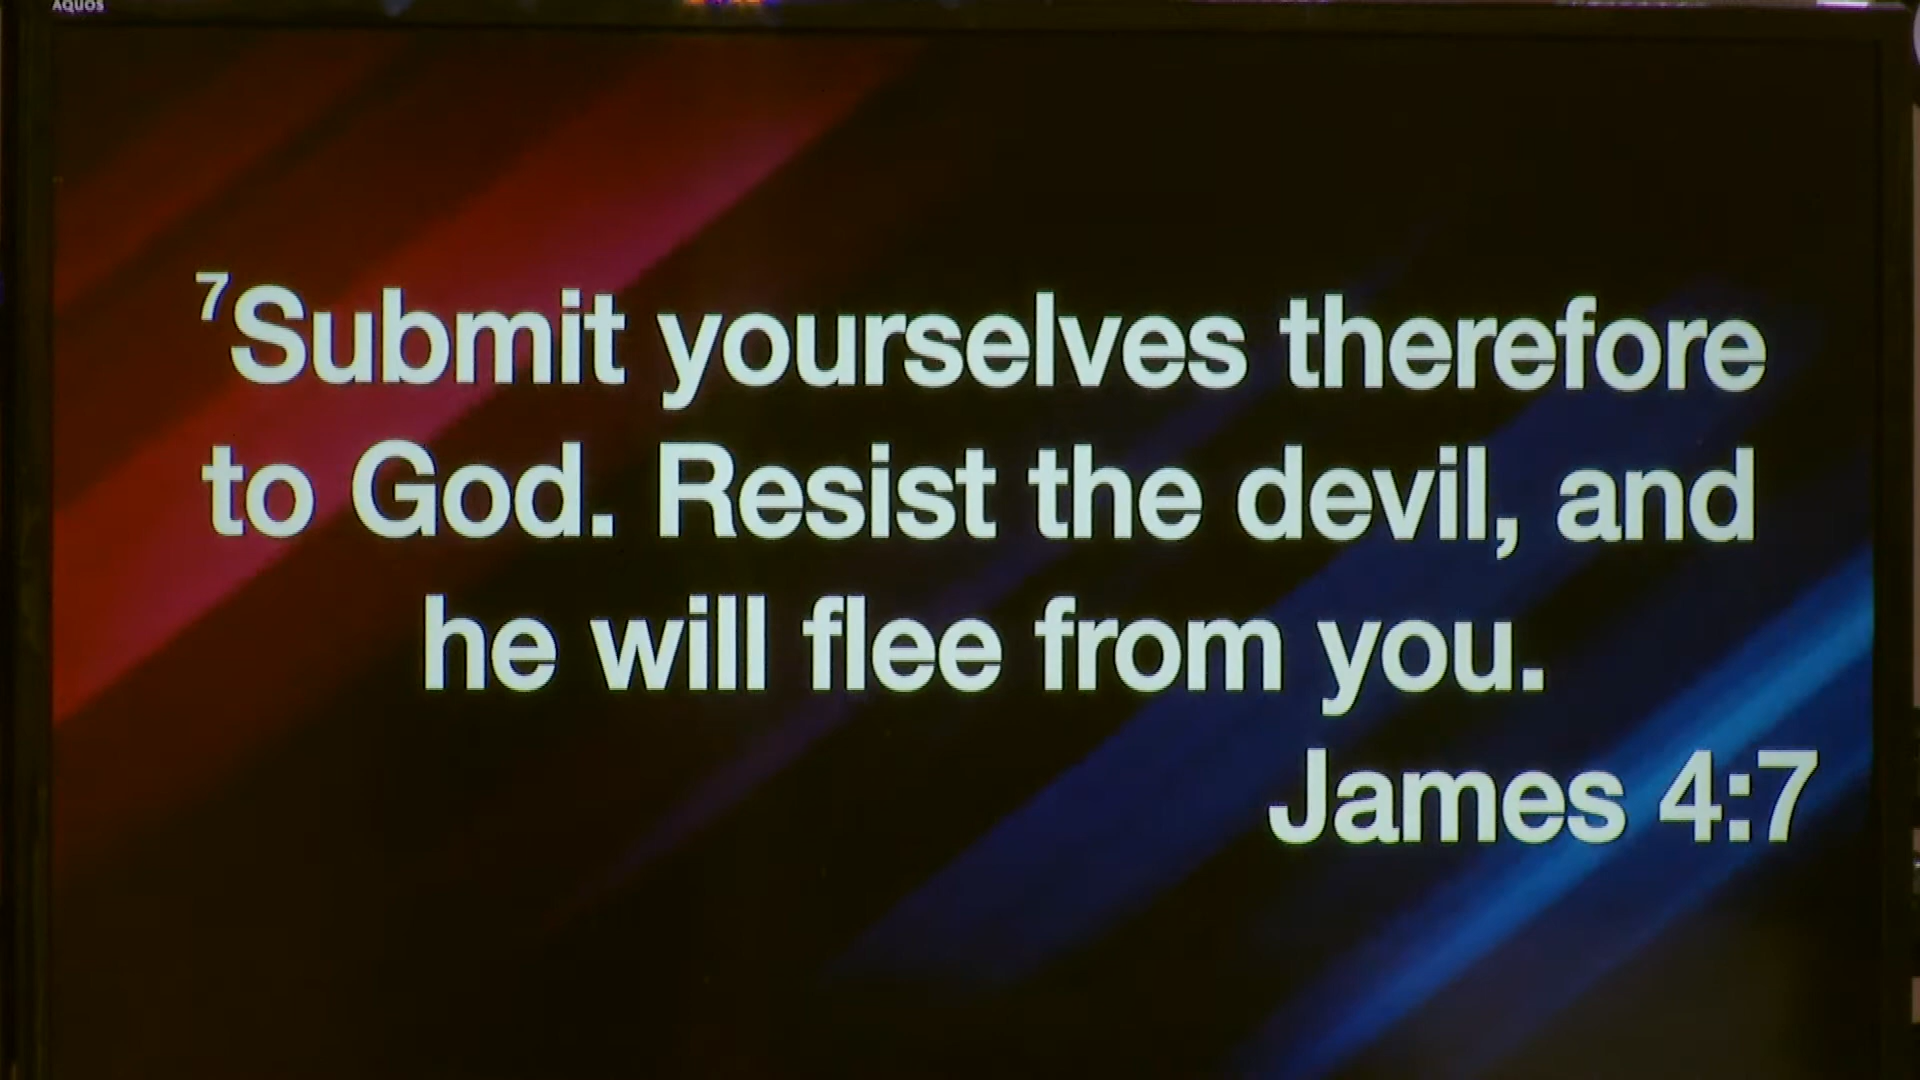 AQUOS
⁷Submit yourselves therefore
to God. Resist the devil, and
he will flee from you.
James 4:7